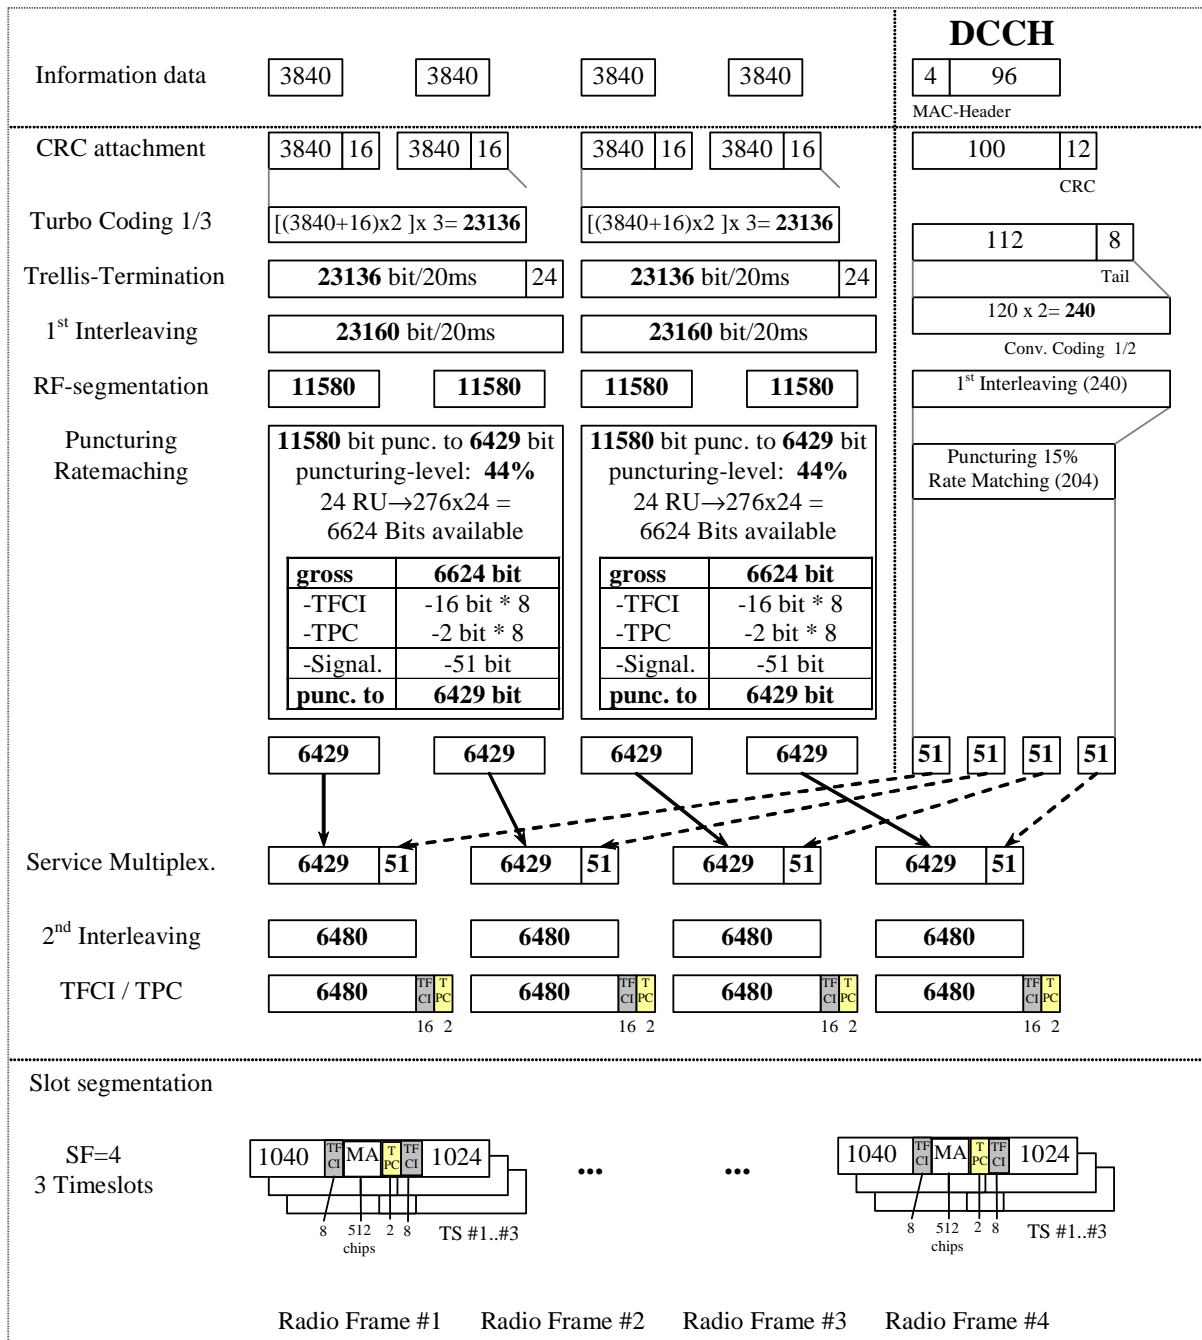 DCCH
Information data 3840 3840 3840 3840 4 96
MAC-Header
CRC attachment 3840 16 3840 16 3840 16 3840 16 100 12
CRC
Turbo Coding 1/3 [(3840+16)x2 ]x 3= 23136 [(3840+16)x2 ]x 3= 23136
112 8
Trellis-Termination 23136 bit/20ms 24 23136 bit/20ms 24
Tail
120 x 2= 240
1st Interleaving 23160 bit/20ms 23160 bit/20ms
Conv. Coding 1/2
RF-segmentation 11580 11580 11580 11580 1st Interleaving (240)
Puncturing
Ratemaching
11580 bit punc. to 6429 bit
puncturing-level: 44%
24 RU→276x24 =
6624 Bits available
gross 6624 bit
-TFCI -16 bit * 8
-TPC -2 bit * 8
-Signal. -51 bit
punc. to 6429 bit
11580 bit punc. to 6429 bit
puncturing-level: 44%
24 RU→276x24 =
6624 Bits available
gross 6624 bit
-TFCI -16 bit * 8
-TPC -2 bit * 8
-Signal. -51 bit
punc. to 6429 bit
Puncturing 15%
Rate Matching (204)
6429 6429 6429 6429 51 51 51 51
Service Multiplex. 6429 51 6429 51 6429 51 6429 51
2nd Interleaving 6480 6480 6480 6480
TFCI / TPC 6480 TF CI T PC 6480 TF CI T PC 6480 TF CI T PC 6480 TF CI T PC
16 2 16 2 16 2 16 2
Slot segmentation
SF=4
3 Timeslots
1040 TF CI MA T PC TF CI 1024 ... ... 1040 TF CI MA T PC TF CI 1024
8 512 2 8 TS #1..#3 8 512 2 8 TS #1..#3
chips chips
Radio Frame #1 Radio Frame #2 Radio Frame #3 Radio Frame #4